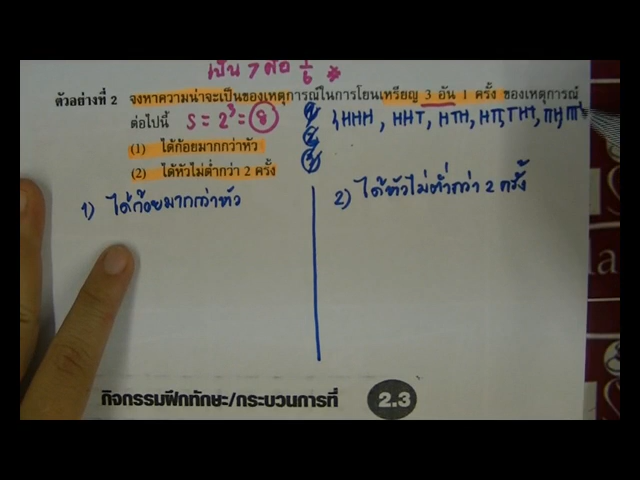 เป็น 7 คือ 1/6 *
ตัวอย่างที่ 2 จงหาความน่าจะเป็นของเหตุการณ์ในการโยนเหรียญ 3 อัน 1 ครั้ง ของเหตุการณ์
ต่อไปนี้ S = 2³ = 8 HHH, HHT, HTH,
(1) ได้ก้อยมากกว่าหัว
(2) ได้หัวไม่ต่ำกว่า 2 ครั้ง
1) ได้ก้อยมากกว่าหัว
2) ได้หัวไม่ต่ำกว่า 2 ครั้ง
กิจกรรมฝึกทักษะ/กระบวนการที่ 2.3